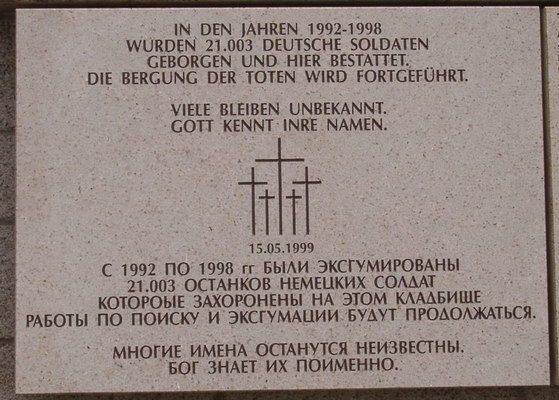 IN DEN JAHREN 1992-1998
WURDEN 21.003 DEUTSCHE SOLDATEN
GEBORGEN UND HIER BESTATTET.
DIE BERGUNG DER TOTEN WIRD FORTGEFÜHRT.
VIELE BLEIBEN UNBEKANNT.
GOTT KENNT INRE NAMEN.
15.05.1999
С 1992 ПО 1998 гг БЫЛИ ЭКСГУМИРОВАНЫ
21.003 ОСТАНКОВ НЕМЕЦКИХ СОЛДАТ
КОТОРОЫЕ ЗАХОРОНЕНЫ НА ЭТОМ КЛАДБИЩЕ
РАБОТЫ ПО ПОИСКУ И ЭКСГУМАЦИИ БУДУТ ПРОДОЛЖАТЬСЯ.
МНОГИЕ ИМЕНА ОСТАНУТСЯ НЕИЗВЕСТНЫ.
БОГ ЗНАЕТ ИХ ПОИМЕННО.